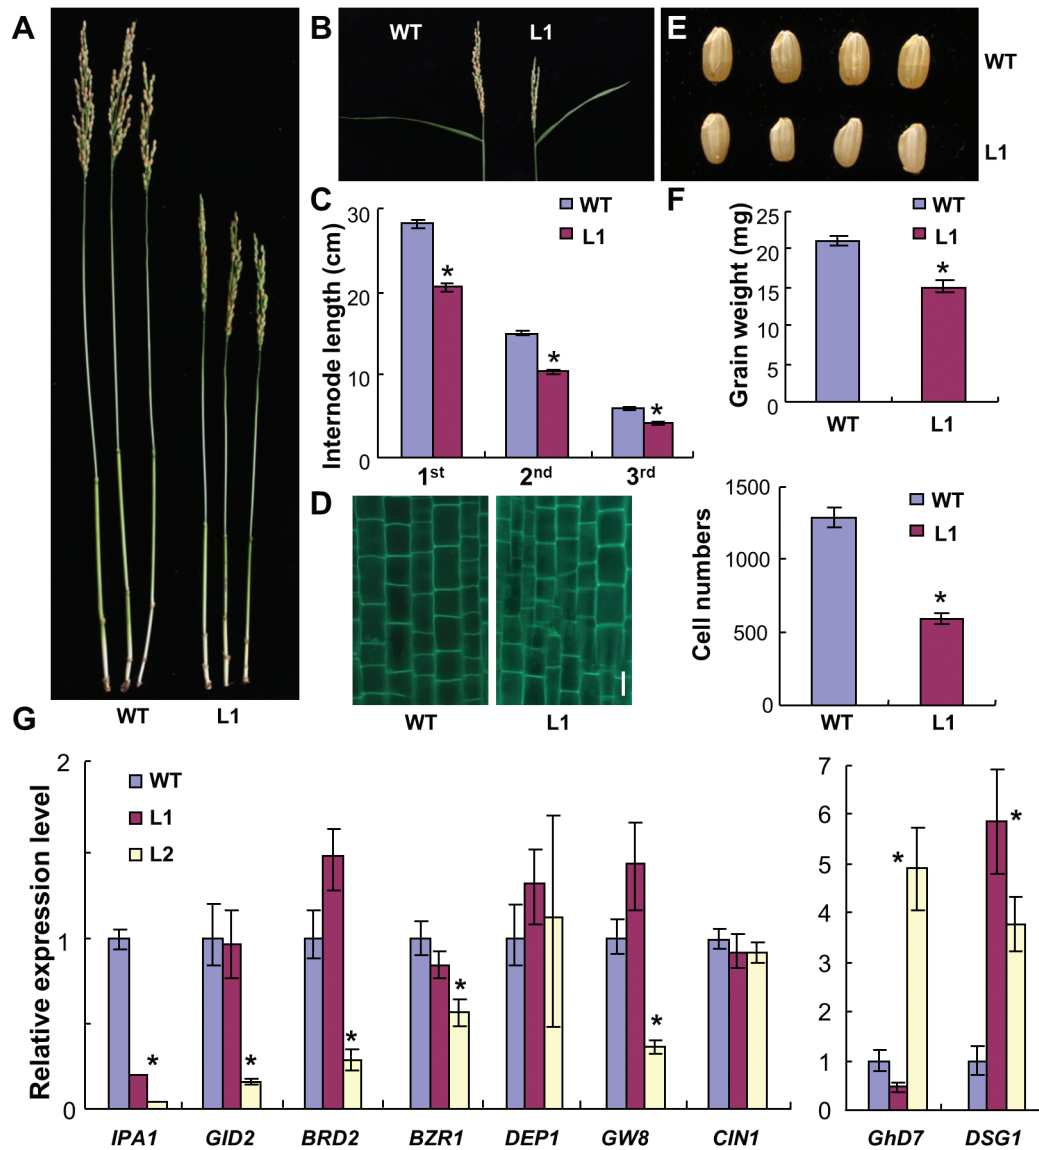 A
WT
L1
B
WT
L1
E
WT
L1
C
Internode length (cm)
30
20
10
0
WT
L1
*
*
*
1st
2nd
3rd
F
Grain weight (mg)
25
20
15
10
5
0
WT
L1
*
WT
L1
D
WT
L1
Cell numbers
1500
1000
500
0
WT
L1
*
WT
L1
G
Relative expression level
2
1
0
WT
L1
L2
*
*
*
*
*
IPA1
GID2
BRD2
BZR1
DEP1
GW8
CIN1
7
6
5
4
3
2
1
0
*
*
GhD7
DSG1